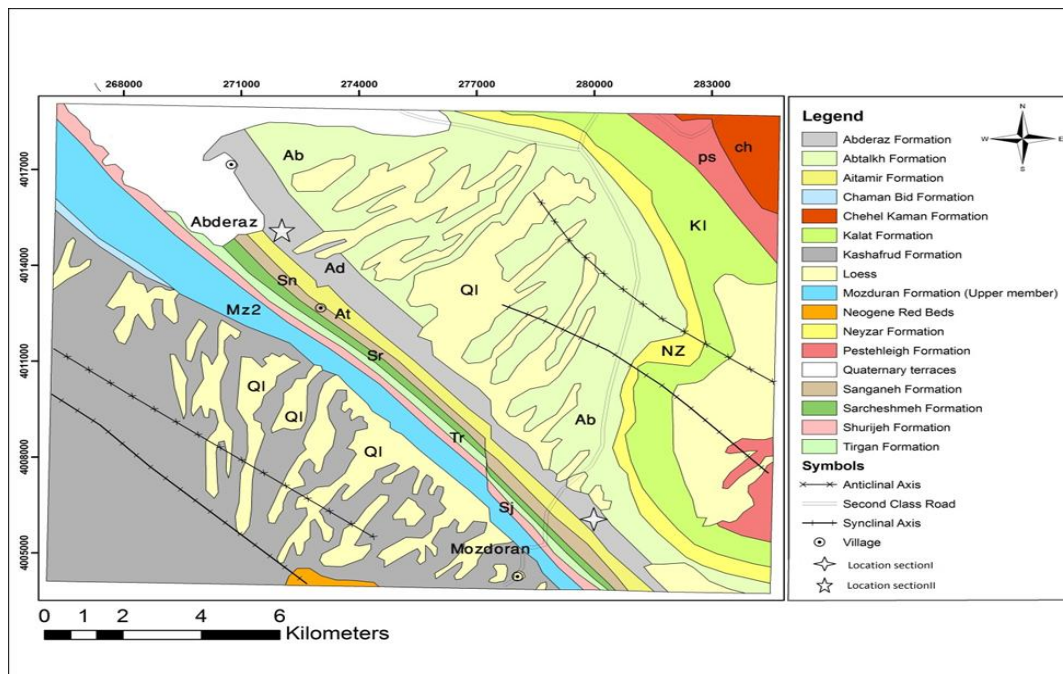 268000 271000 274000 277000 280000 283000
4017000
4014000
4011000
4008000
4005000
Ab
ps
ch
Kl
Abderaz
Ad
Sn
Ql
Mz2
At
NZ
Sr
Ql
Ql
Ab
Tr
Ql
Sj
Mozdoran
0 1 2 4 6
Kilometers
Legend
N
W E
S
Abderaz Formation
Abtalkh Formation
Aitamir Formation
Chaman Bid Formation
Chehel Kaman Formation
Kalat Formation
Kashafrud Formation
Loess
Mozduran Formation (Upper member)
Neogene Red Beds
Neyzar Formation
Pestehleigh Formation
Quaternary terraces
Sanganeh Formation
Sarcheshmeh Formation
Shurijeh Formation
Tirgan Formation
Symbols
Anticlinal Axis
Second Class Road
Synclinal Axis
Village
Location sectionI
Location sectionII